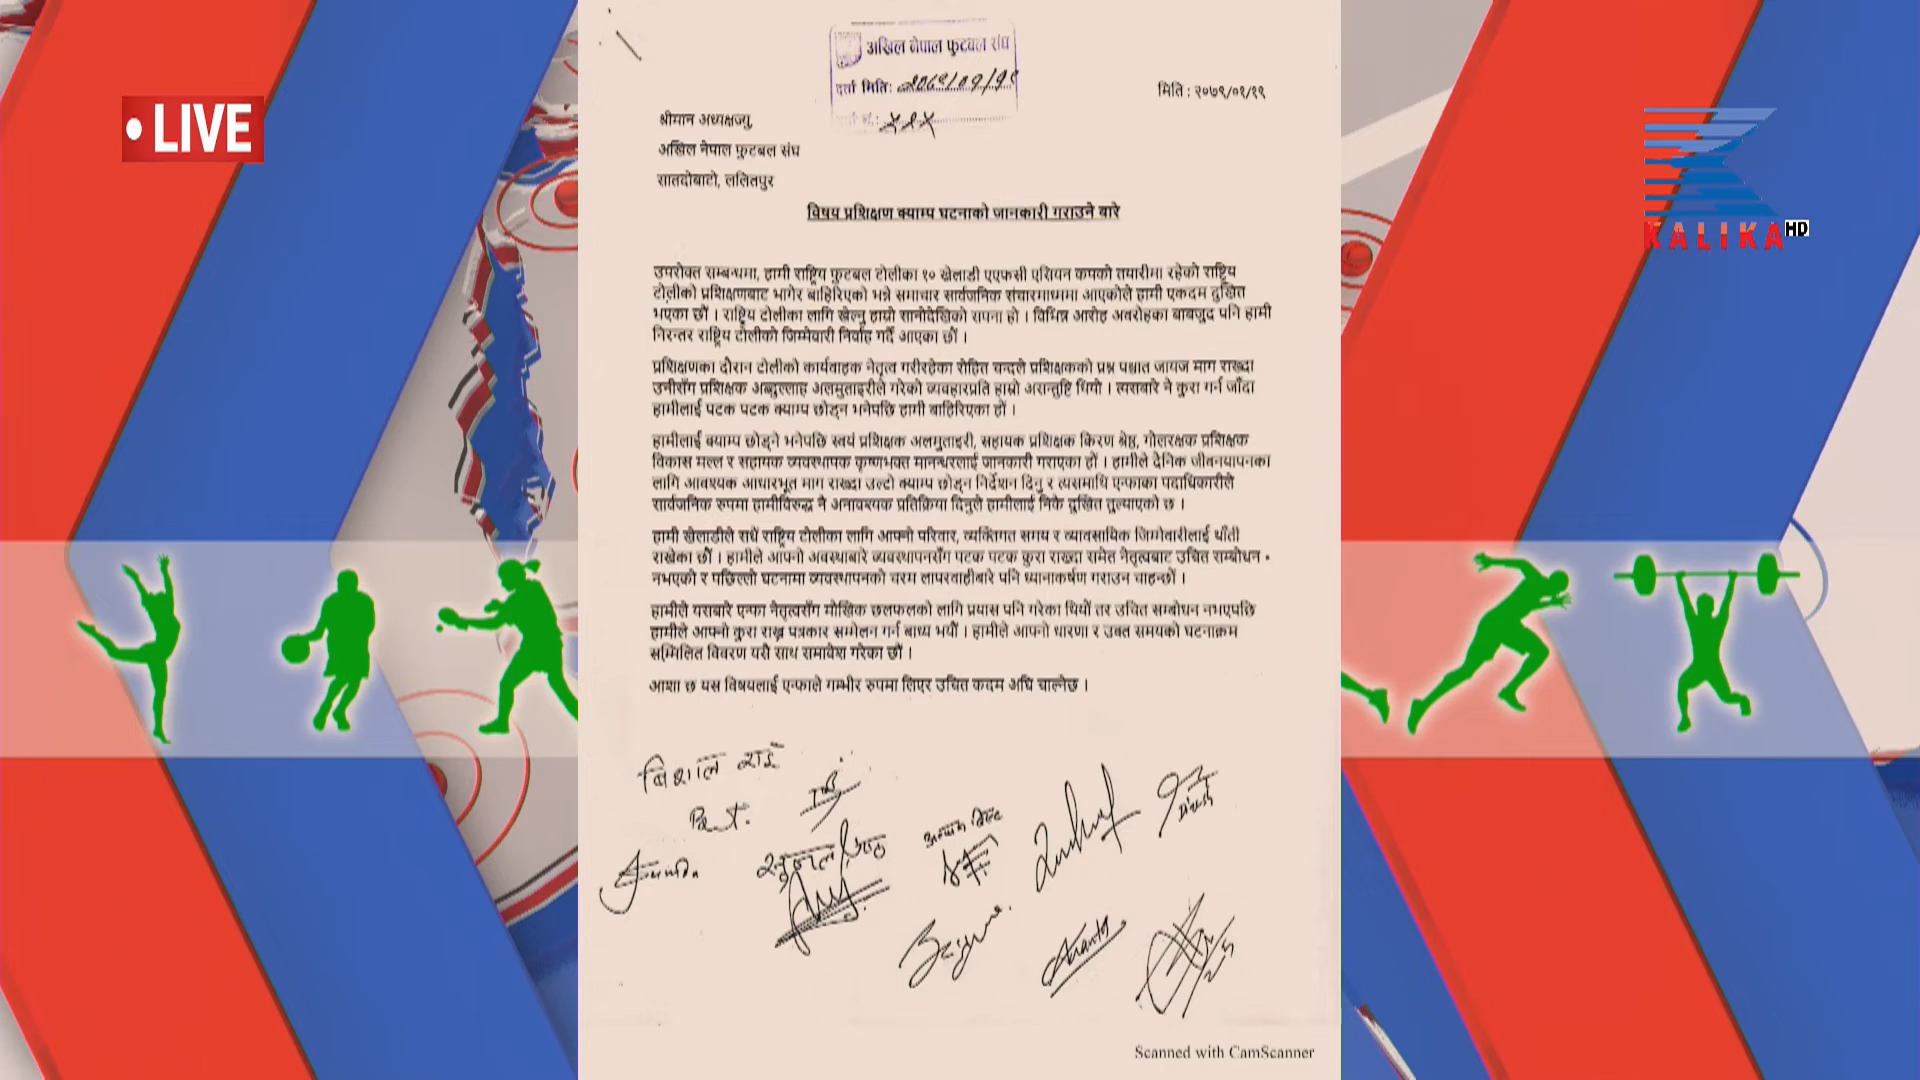 अखिल नेपाल फुटबल संघ
दर्ता मिति:
मिति : २०७९/०१/१९
LIVE
श्रीमान अध्यक्षज्यु,
अखिल नेपाल फुटबल संघ
सातदोबाटो, ललितपुर
KALIKA HD
विषय प्रशिक्षण क्याम्प घटनाको जानकारी गराउने बारे
उपरोक्त सम्बन्धमा, हामी राष्ट्रिय फुटबल टोलीका १० खेलाडी एएफसी एसियन कपको तयारीमा रहेको राष्ट्रिय
टोलीको प्रशिक्षणबाट भागेर बाहिरिएको भन्ने समाचार सार्वजनिक संचारमाध्यममा आएकोले हामी एकदम दुखित
भएका छौं । राष्ट्रिय टोलीका लागि खेल्नु हाम्रो सानोदेखिको सपना हो । विभिन्न आरोह अवरोहका बाबजुद पनि हामी
निरन्तर राष्ट्रिय टोलीको जिम्मेवारी निर्वाह गर्दै आएका छौं ।
प्रशिक्षणका दौरान टोलीको कार्यवाहक नेतृत्व गरीरहेका रोहित चन्दले प्रशिक्षकको प्रश्न पश्चात जायज माग राख्दा
उनीसँग प्रशिक्षक अब्दुल्लाह अलमुताइरीले गरेको व्यवहारप्रति हाम्रो असन्तुष्टि थियो । त्यसबारे नै कुरा गर्न जाँदा
हामीलाई पटक पटक क्याम्प छोड्न भनेपछि हामी बाहिरिएका हौं ।
हामीलाई क्याम्प छोड्ने भनेपछि स्वयं प्रशिक्षक अलमुताइरी, सहायक प्रशिक्षक किरण श्रेष्ठ, गोलरक्षक प्रशिक्षक
विकास मल्ल र सहायक व्यवस्थापक कृष्णभक्त मानन्धरलाई जानकारी गराएका हौं । हामीले दैनिक जीवनयापनका
लागि आवश्यक आधारभूत माग राख्दा उल्टो क्याम्प छोड्न निर्देशन दिनु र त्यसमाथि एन्फाका पदाधिकारीले
सार्वजनिक रुपमा हामीविरुद्ध नै अनावश्यक प्रतिक्रिया दिनुले हामीलाई निकै दुखित तुल्याएको छ ।
हामी खेलाडीले सधैं राष्ट्रिय टोलीका लागि आफ्नो परिवार, व्यक्तिगत समय र व्यावसायिक जिम्मेवारीलाई थाँती
राखेका छौं । हामीले आफ्नो अवस्थाबारे व्यवस्थापनसँग पटक पटक कुरा राख्दा समेत नेतृत्वबाट उचित सम्बोधन
नभएको र पछिल्लो घटनामा व्यवस्थापनको चरम लापरवाहीबारे पनि ध्यानाकर्षण गराउन चाहन्छौं ।
हामीले यसबारे एन्फा नेतृत्वसँग मौखिक छलफलको लागि प्रयास पनि गरेका थियौं तर उचित सम्बोधन नभएपछि
हामीले आफ्नो कुरा राख्न पत्रकार सम्मेलन गर्न बाध्य भयौं । हामीले आफ्नो धारणा र उक्त समयको घटनाक्रम
सम्मिलित विवरण यसै साथ समावेश गरेका छौं ।
आशा छ यस विषयलाई एन्फाले गम्भीर रुपमा लिएर उचित कदम अघि चाल्नेछ ।
बिशाल राई
Scanned with CamScanner